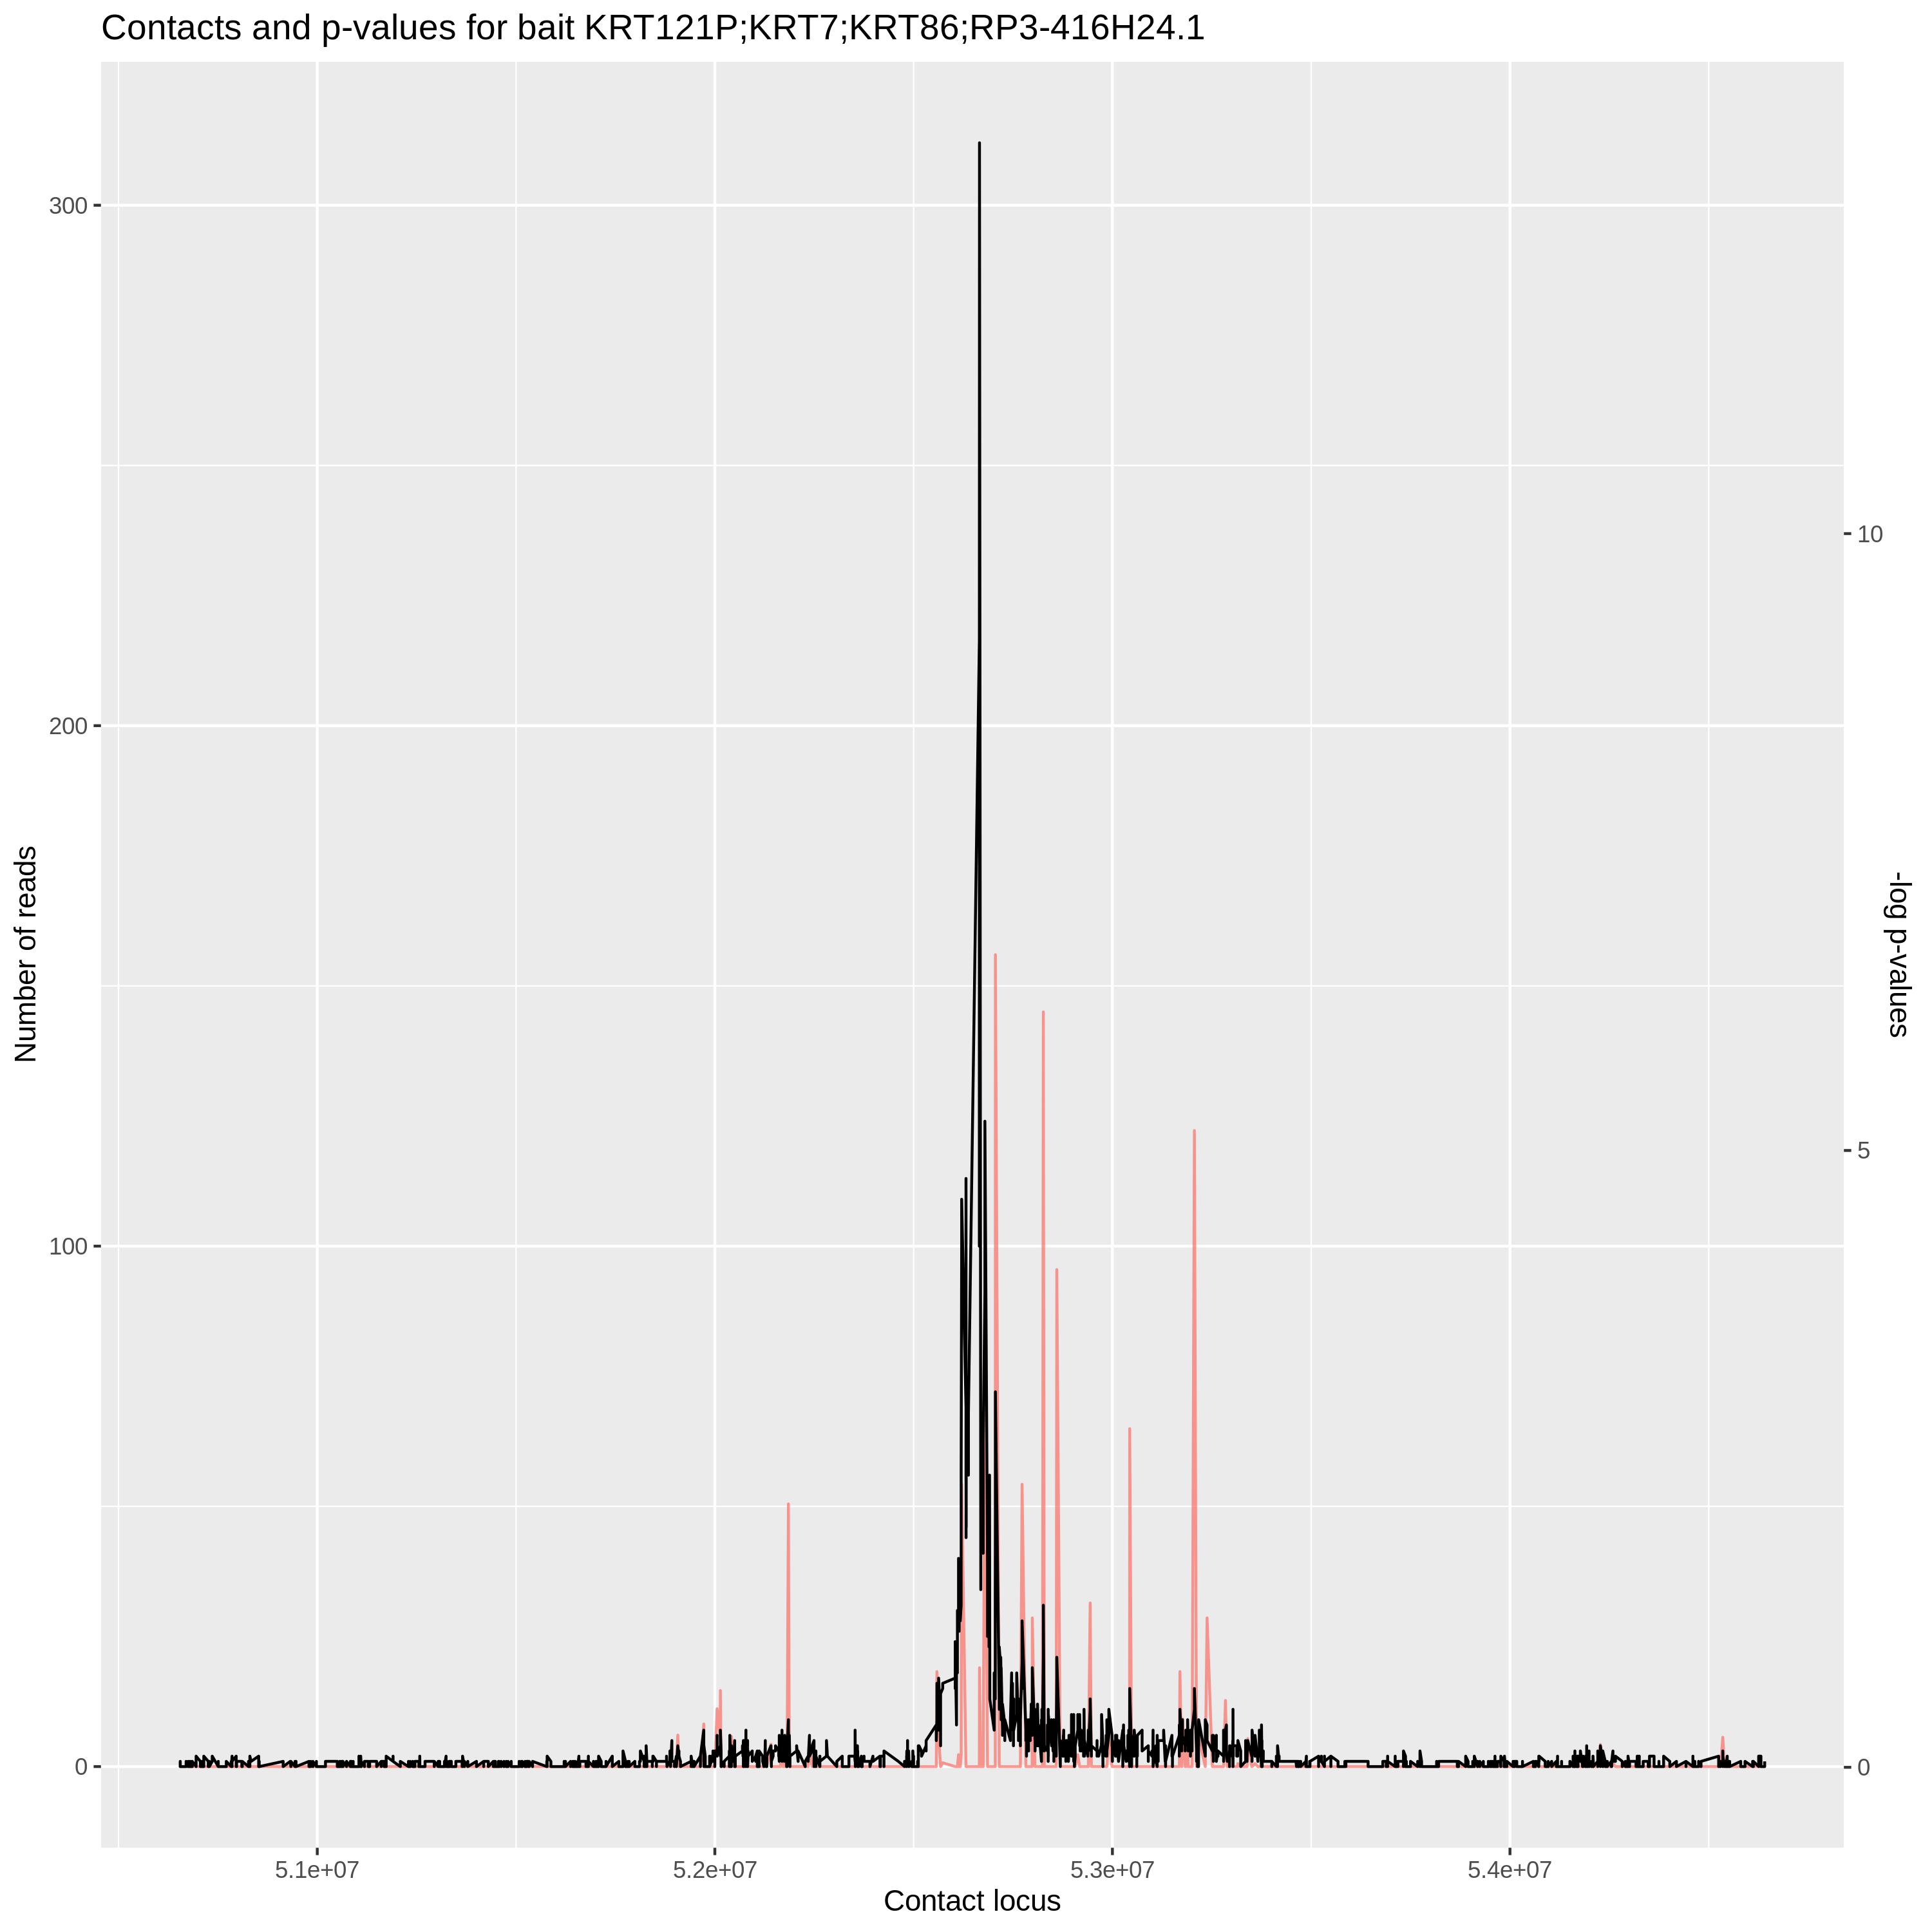 Contacts and p-values for bait KRT121P;KRT7;KRT86;RP3-416H24.1
300
200
100
0
10
5
0
Number of reads
-log p-values
5.1e+07
5.2e+07
5.3e+07
5.4e+07
Contact locus